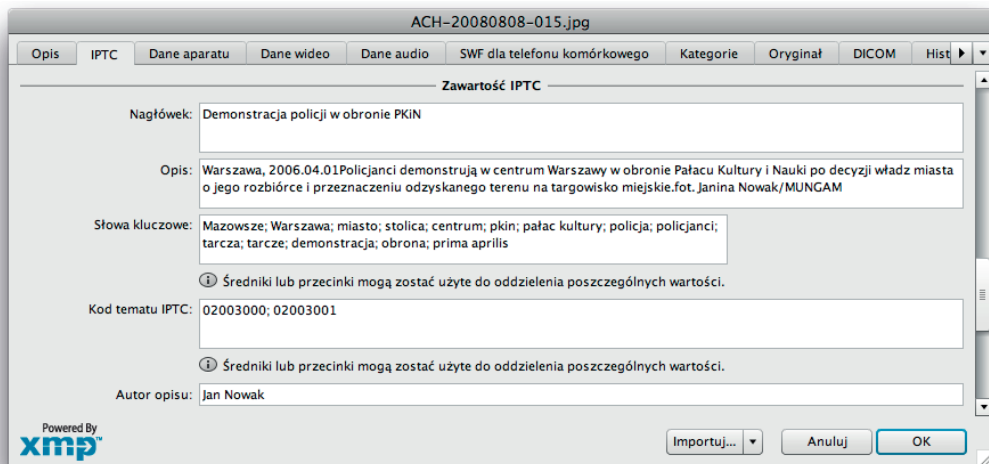 ACH-20080808-015.jpg
Opis IPTC Dane aparatu Dane wideo Dane audio SWF dla telefonu komórkowego Kategorie Oryginał DICOM Hist
Zawartość IPTC
Nagłówek: Demonstracja policji w obronie PKiN
Opis: Warszawa, 2006.04.01Policjanci demonstrują w centrum Warszawy w obronie Pałacu Kultury i Nauki po decyzji władz miasta
o jego rozbiórce i przeznaczeniu odzyskanego terenu na targowisko miejskie.fot. Janina Nowak/MUNGAM
Słowa kluczowe: Mazowsze; Warszawa; miasto; stolica; centrum; pkin; pałac kultury; policja; policjanci;
tarcza; tarcze; demonstracja; obrona; prima aprilis
Średniki lub przecinki mogą zostać użyte do oddzielenia poszczególnych wartości.
Kod tematu IPTC: 02003000; 02003001
Średniki lub przecinki mogą zostać użyte do oddzielenia poszczególnych wartości.
Autor opisu: Jan Nowak
Powered By
xmp™
Importuj... Anuluj OK